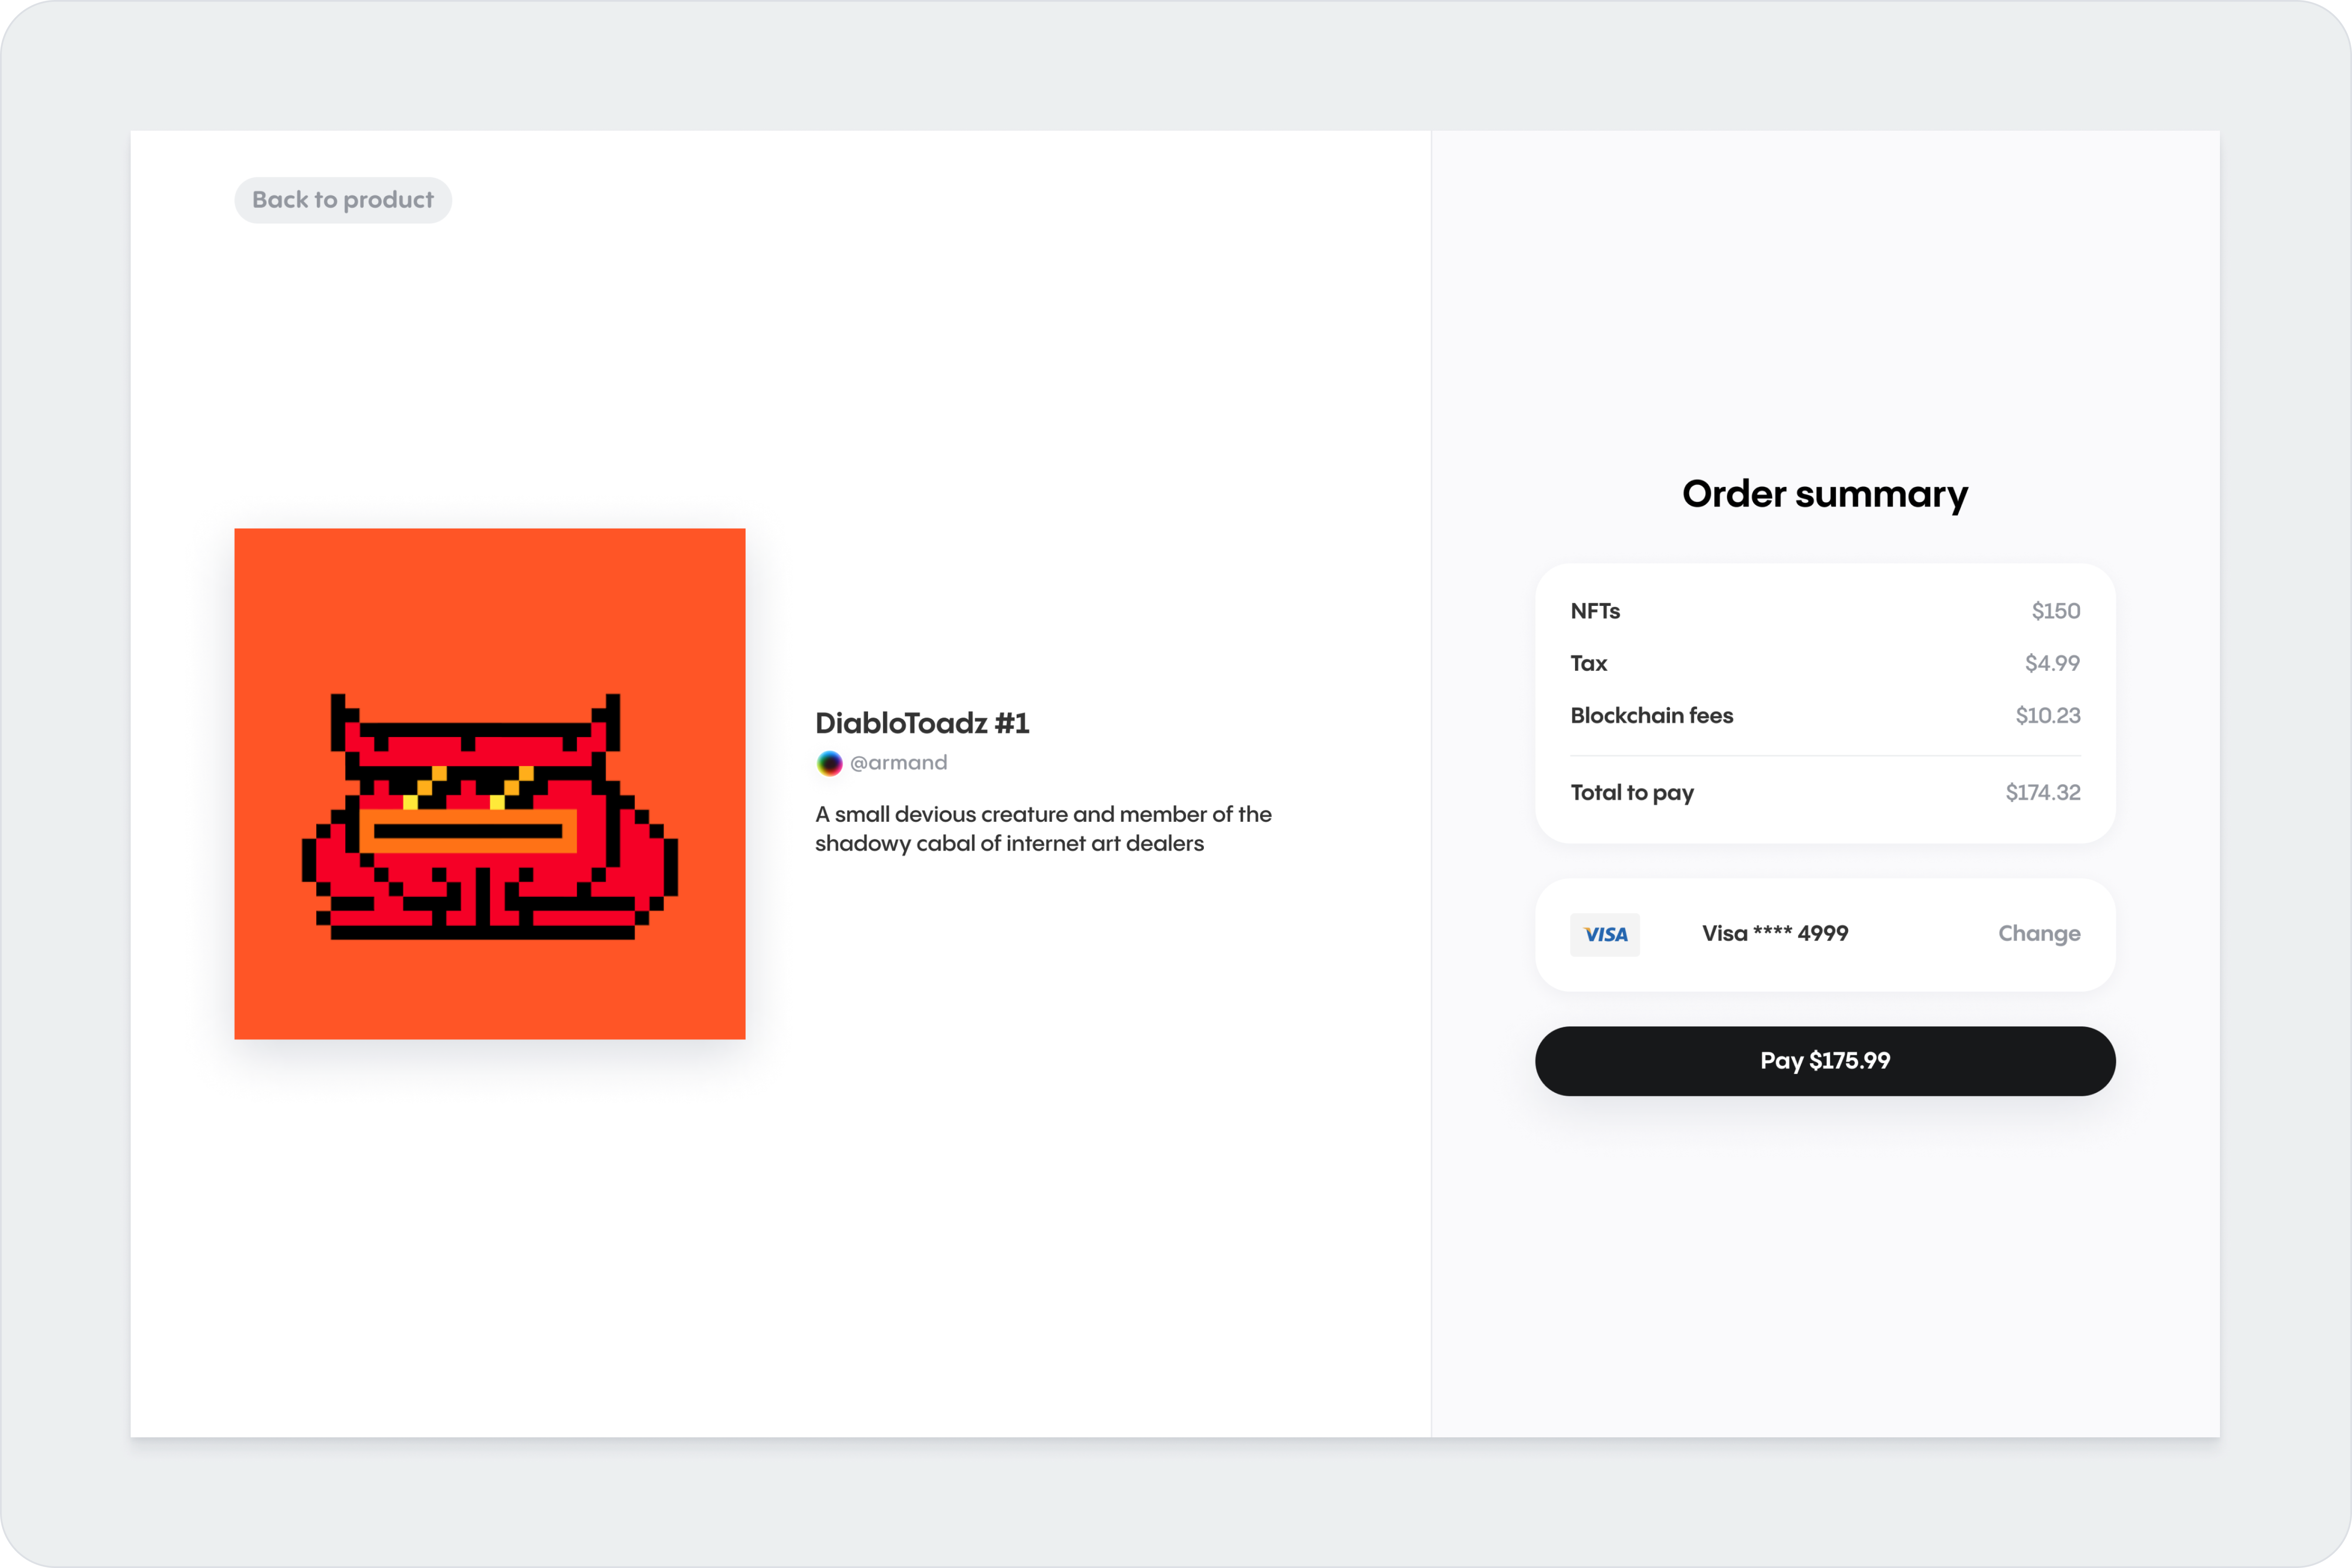 Back to product
DiabloToadz #1
@armand
A small devious creature and member of the
shadowy cabal of internet art dealers
Order summary
NFTs $150
Tax $4.99
Blockchain fees $10.23
Total to pay $174.32
VISA Visa **** 4999 Change
Pay $175.99